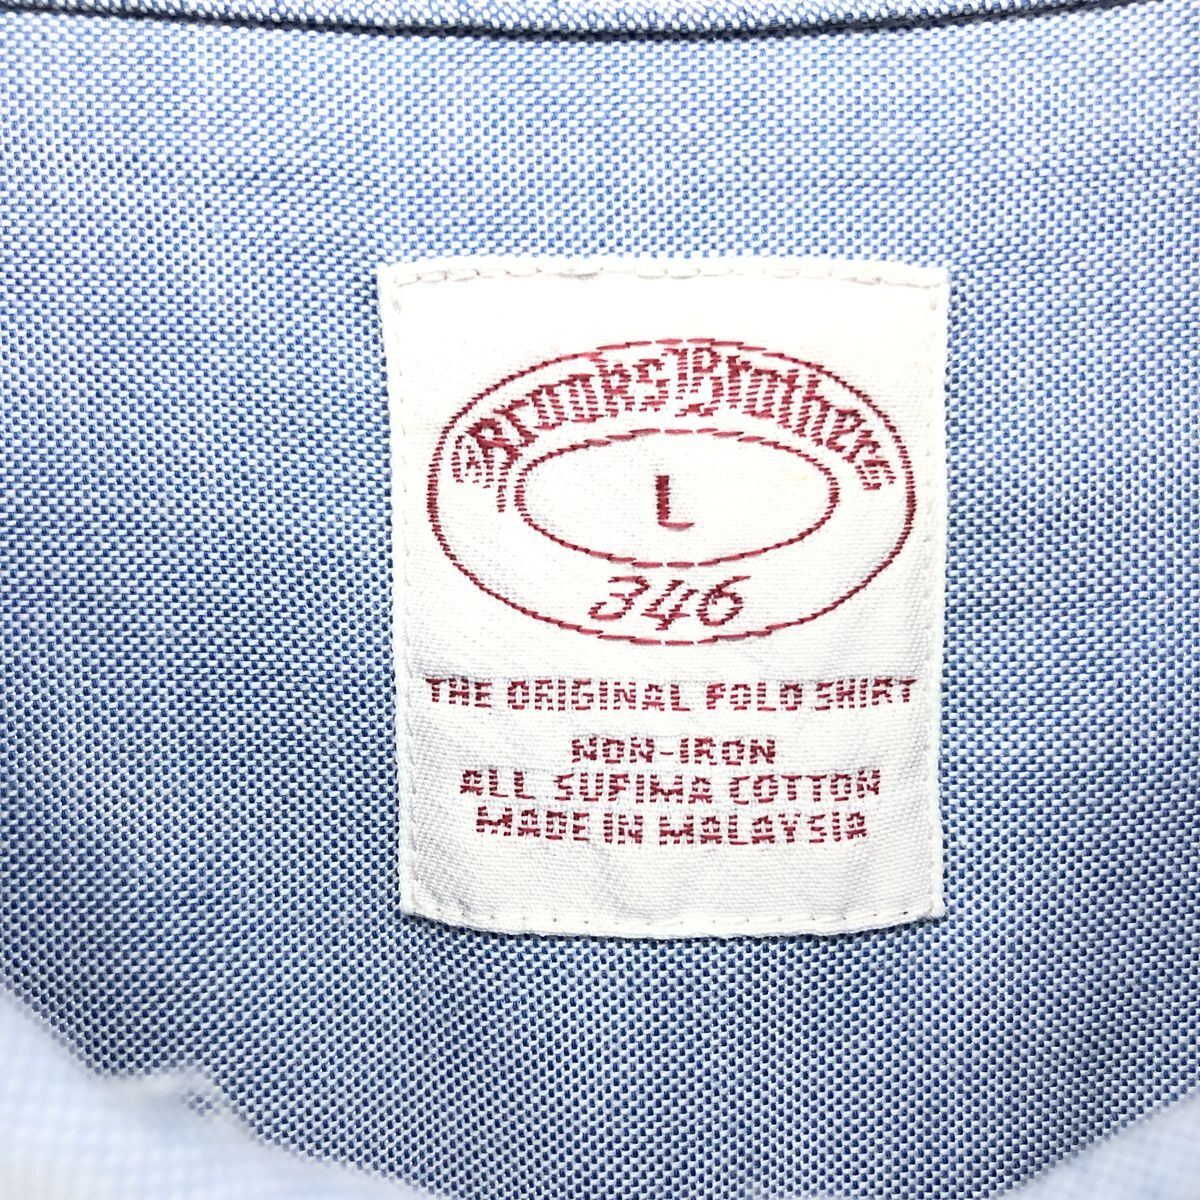 Brooks Brothers
L
346
THE ORIGINAL POLO SHIRT
NON-IRON
ALL SUPIMA COTTON
MADE IN MALAYSIA